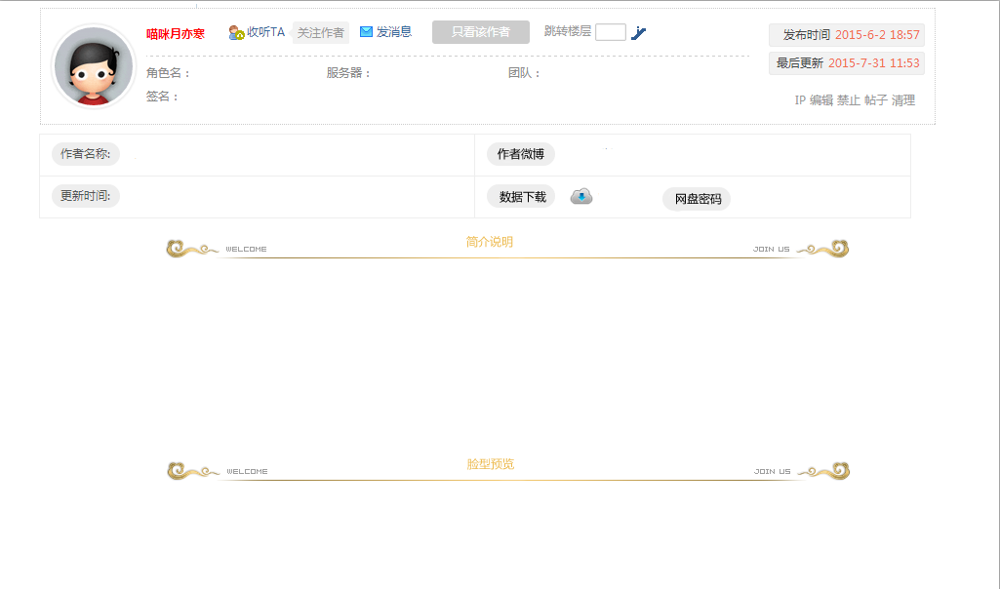 喵咪月亦寒 收听TA 关注作者 发消息 只看该作者 跳转楼层
发布时间 2015-6-2 18:57
最后更新 2015-7-31 11:53
角色名： 服务器： 团队：
签名：
IP 编辑 禁止 帖子 清理
作者名称: 作者微博
更新时间: 数据下载 网盘密码
WELCOME 简介说明 JOIN US
WELCOME 脸型预览 JOIN US